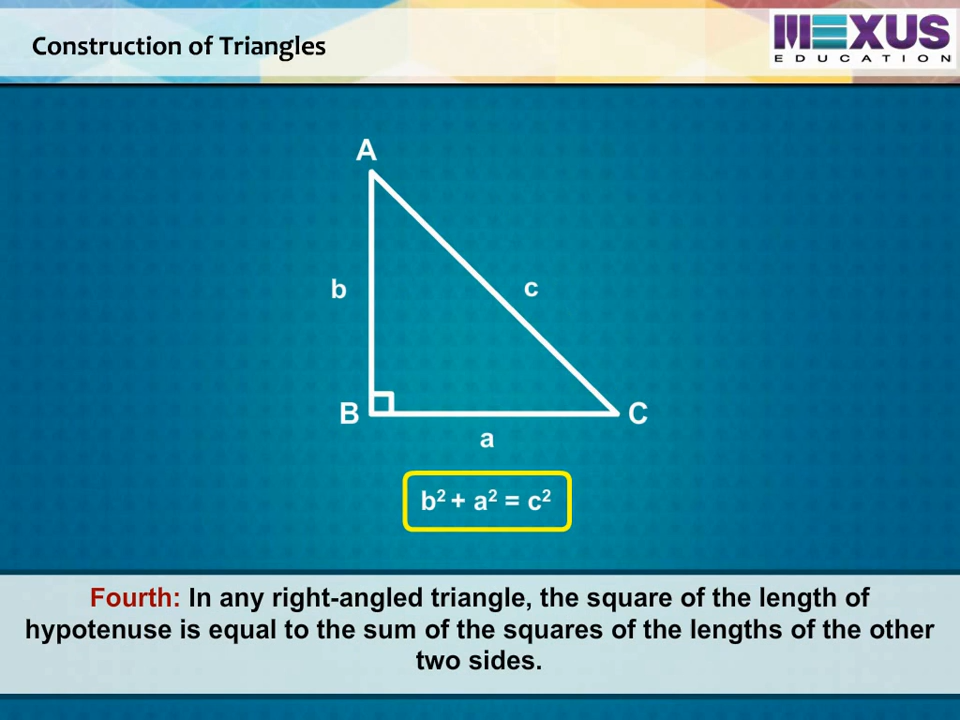 Construction of Triangles
MEXUS
EDUCATION
A
b
c
B
C
a
b² + a² = c²
Fourth: In any right-angled triangle, the square of the length of
hypotenuse is equal to the sum of the squares of the lengths of the other
two sides.